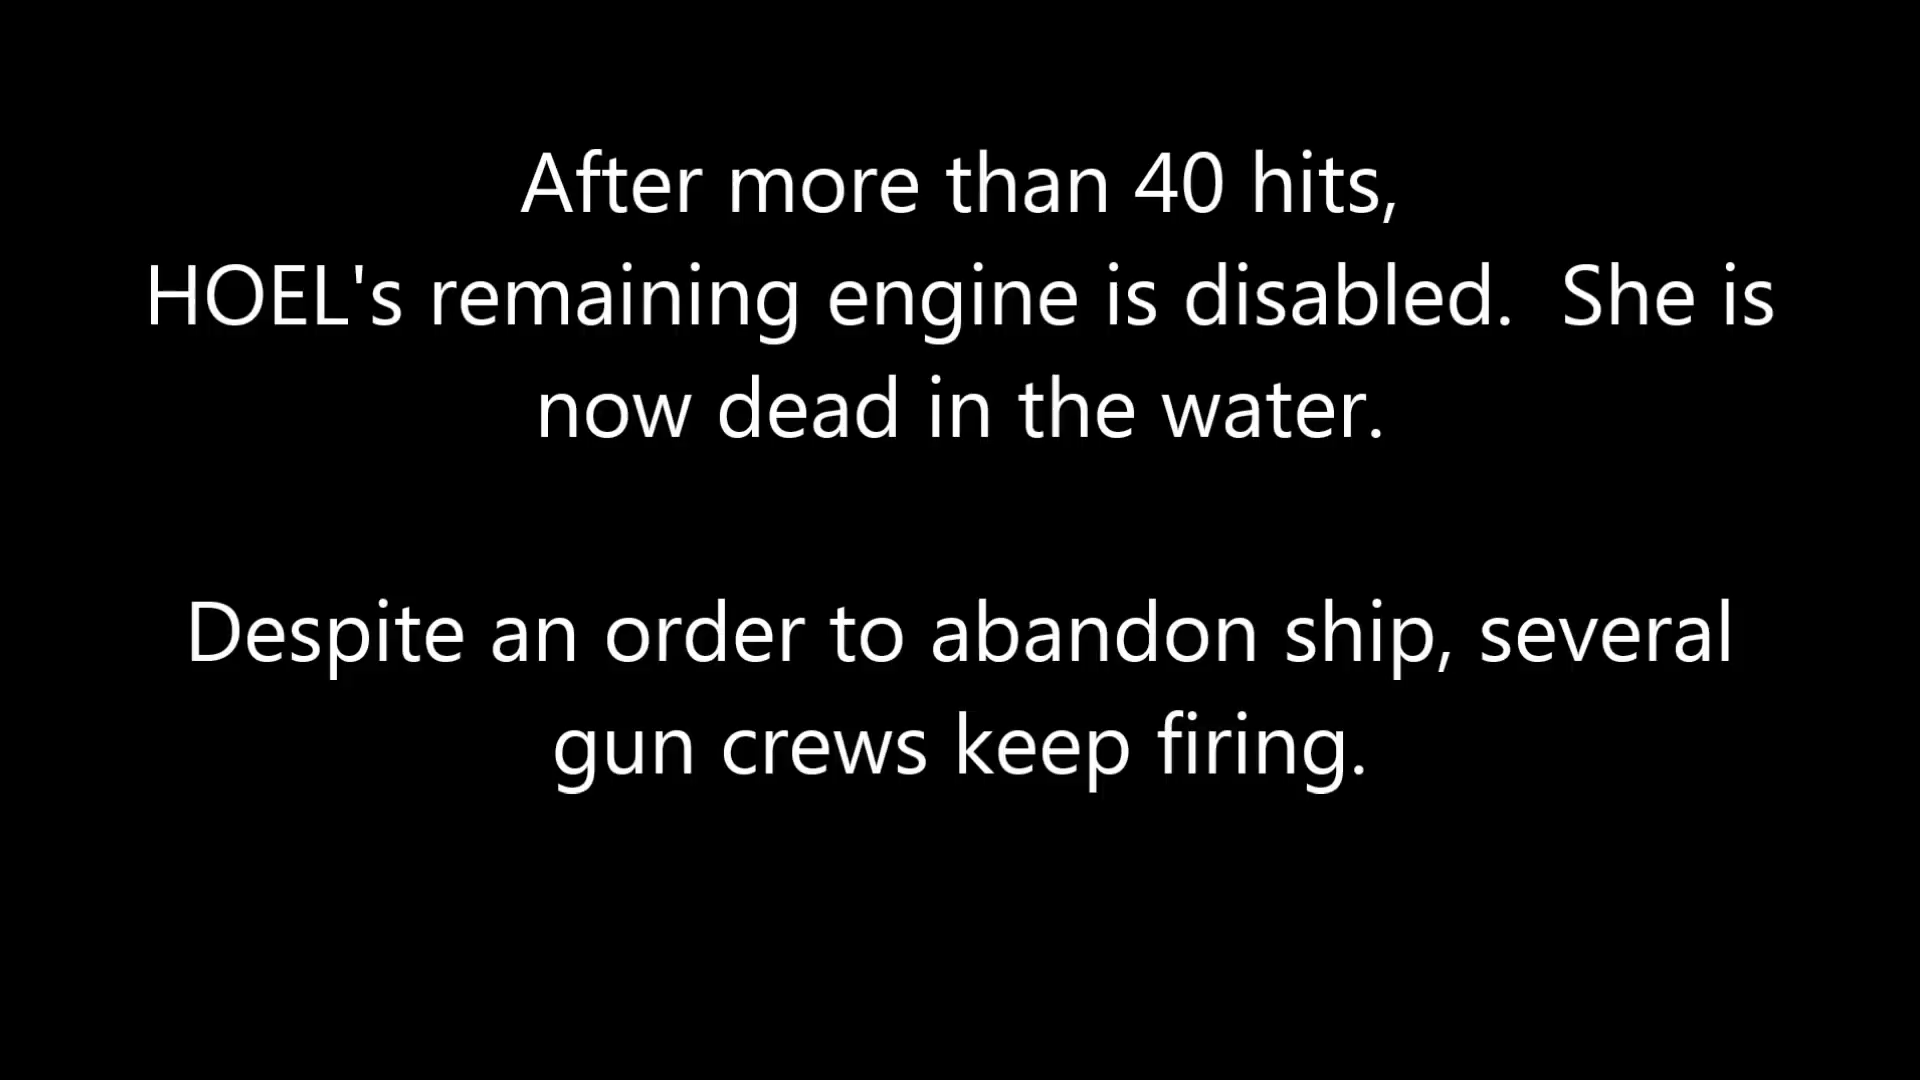 After more than 40 hits,
HOEL's remaining engine is disabled.  She is
now dead in the water.
Despite an order to abandon ship, several
gun crews keep firing.